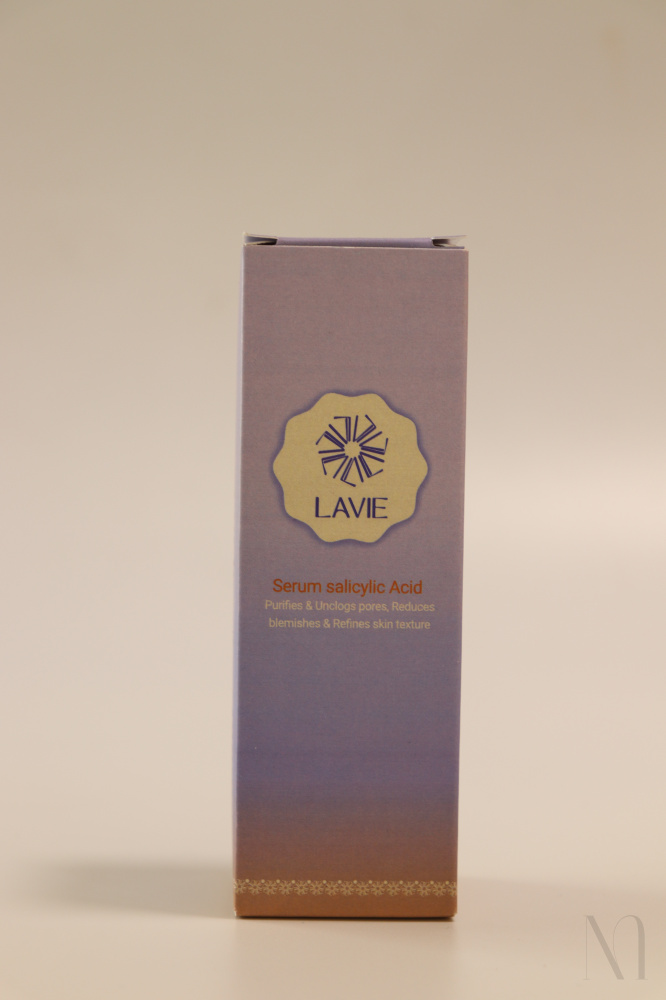 LAVIE
Serum salicylic Acid
Purifies & Unclogs pores, Reduces
blemishes & Refines skin texture